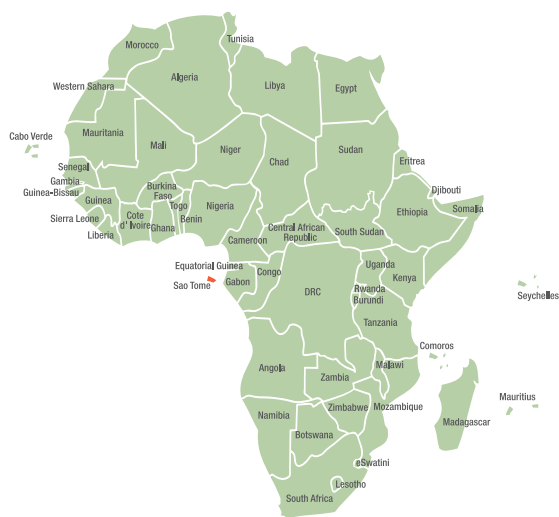 Tunisia
Morocco
Algeria
Libya
Egypt
Western Sahara
Mauritania
Cabo Verde
Mali
Niger
Chad
Sudan
Eritrea
Senegal
Gambia
Guinea-Bissau
Guinea
Burkina
Faso
Djibouti
Somalia
Sierra Leone
Liberia
Cote
d' Ivoire
Ghana
Togo
Benin
Nigeria
Ethiopia
Central African
Republic
South Sudan
Cameroon
Equatorial Guinea
Sao Tome
Gabon
Congo
DRC
Uganda
Kenya
Rwanda
Burundi
Seychelles
Tanzania
Comoros
Angola
Zambia
Malawi
Mauritius
Mozambique
Zimbabwe
Madagascar
Namibia
Botswana
eSwatini
Lesotho
South Africa